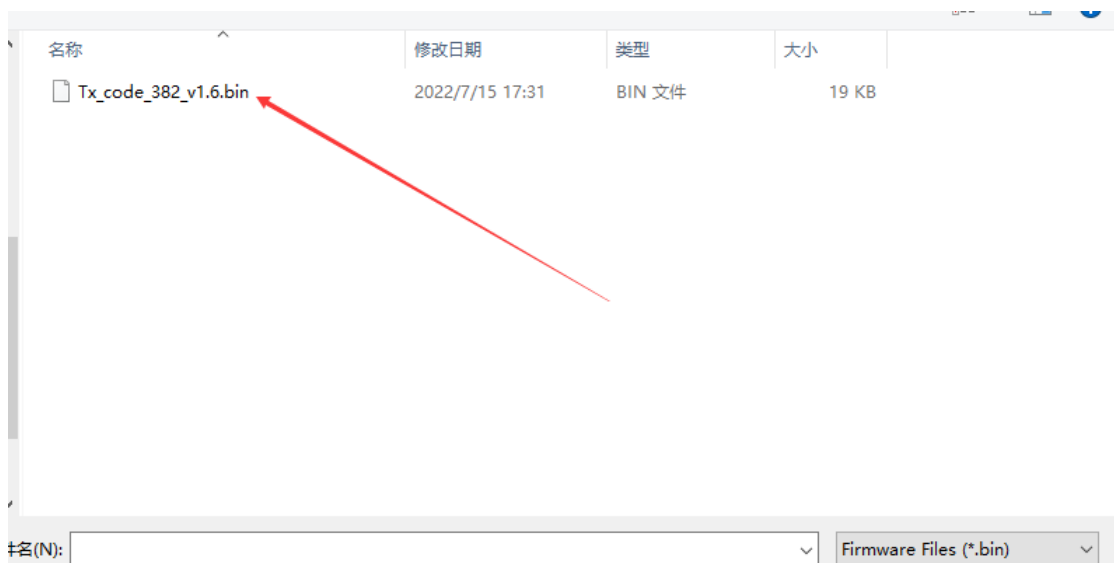 名称 修改日期 类型 大小
Tx_code_382_v1.6.bin 2022/7/15 17:31 BIN 文件 19 KB
名(N): Firmware Files (*.bin)